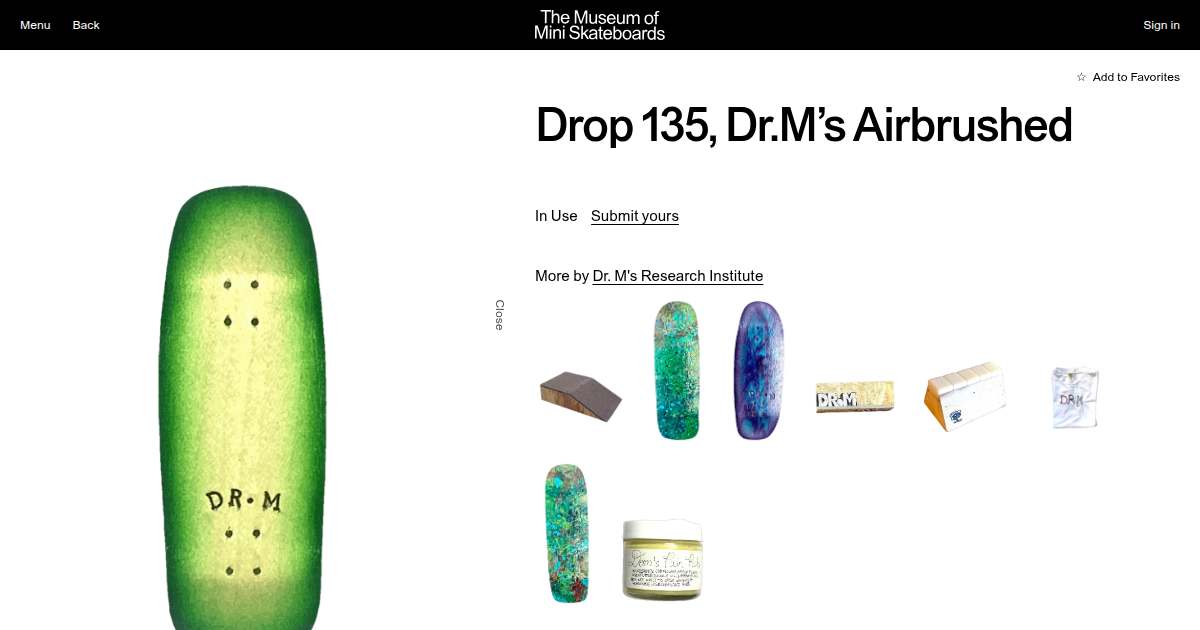 Menu
Back
The Museum of
Mini Skateboards
Sign in
☆ Add to Favorites
Drop 135, Dr.M’s Airbrushed
In Use
Submit yours
More by Dr. M's Research Institute
Close
DR•M
DR•M
DR•M